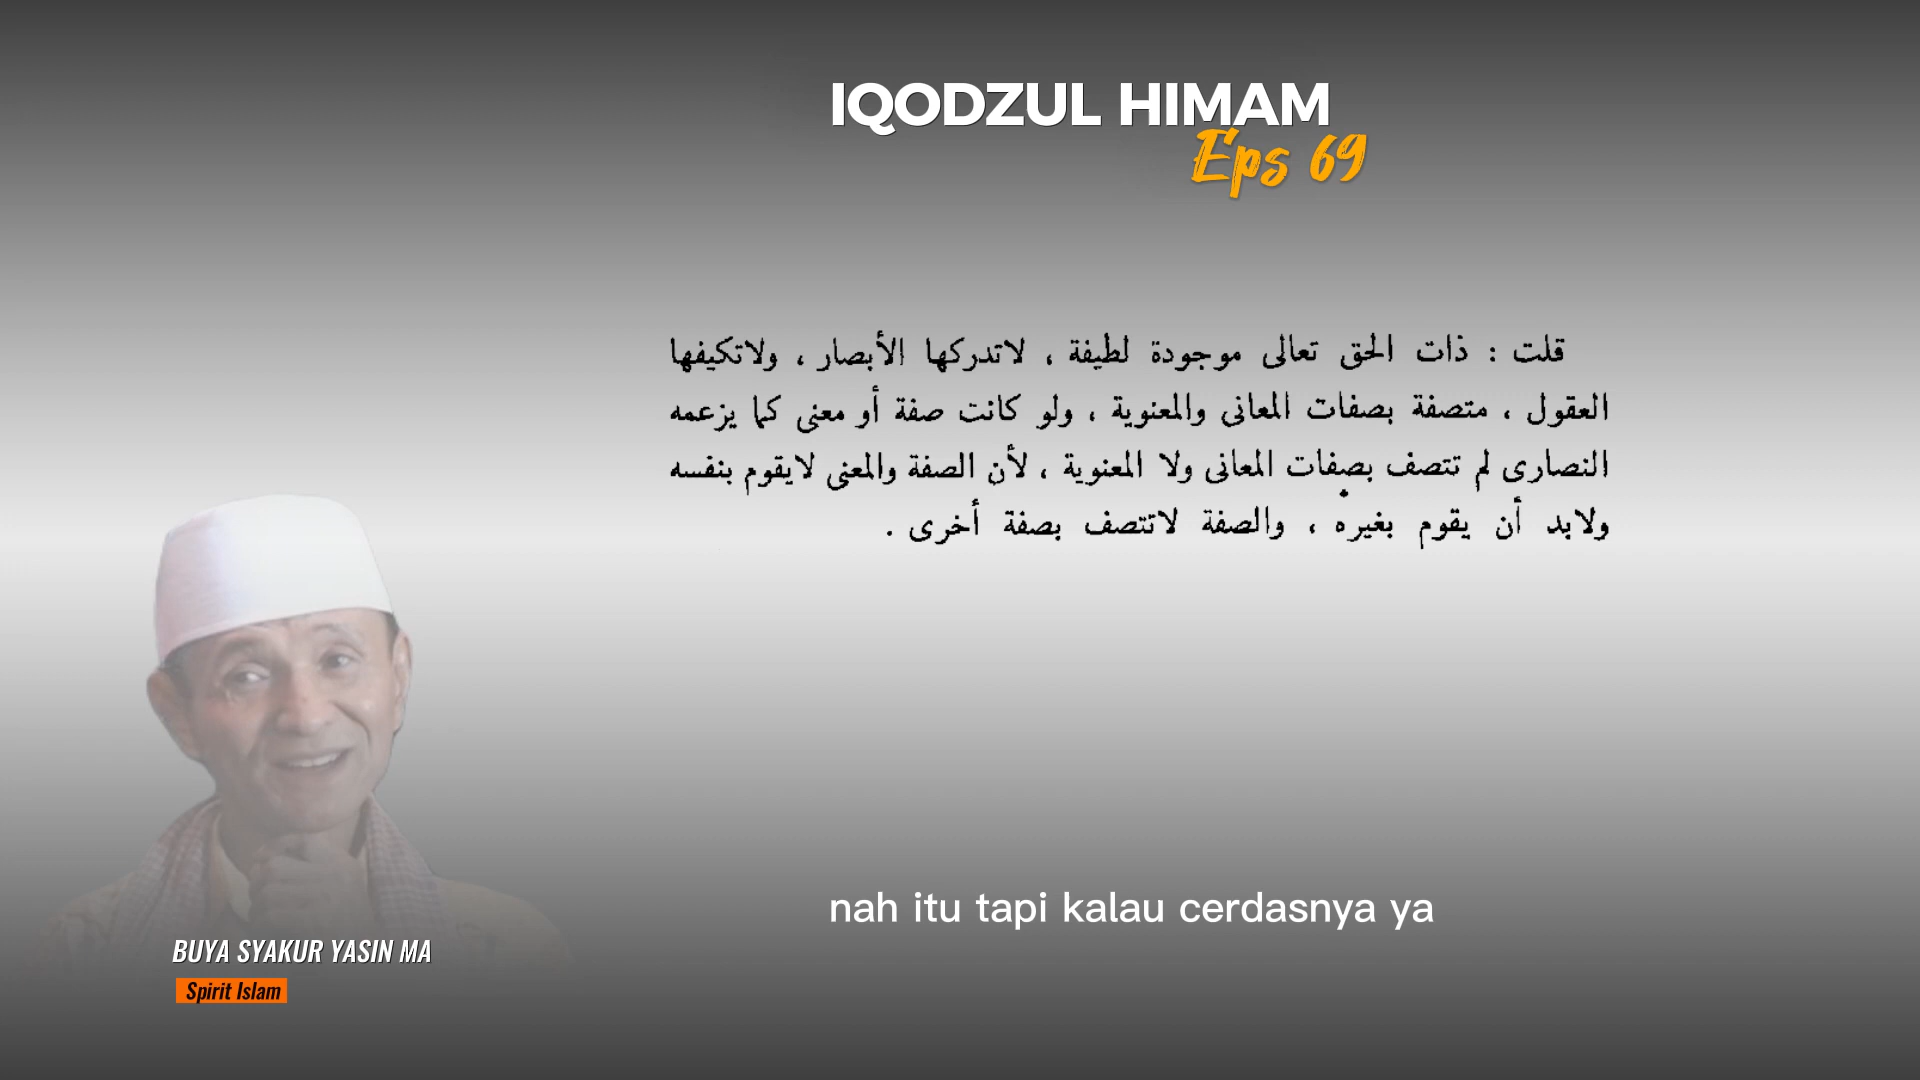 IQODZUL HIMAM
Eps 69
قلت : ذات الحق تعالى موجودة لطيفة ، لاتدركها الأبصار ، ولاتكيفها
العقول ، متصفة بصفات المعانى والمعنوية ، ولو كانت صفة أو معنى كما يزعمه
النصارى لم تتصف بصفات المعانى ولا المعنوية ، لأن الصفة والمعنى لايقوم بنفسه
ولابد أن يقوم بغيره ، والصفة لاتتصف بصفة أخرى .
nah itu tapi kalau cerdasnya ya
BUYA SYAKUR YASIN MA
Spirit Islam